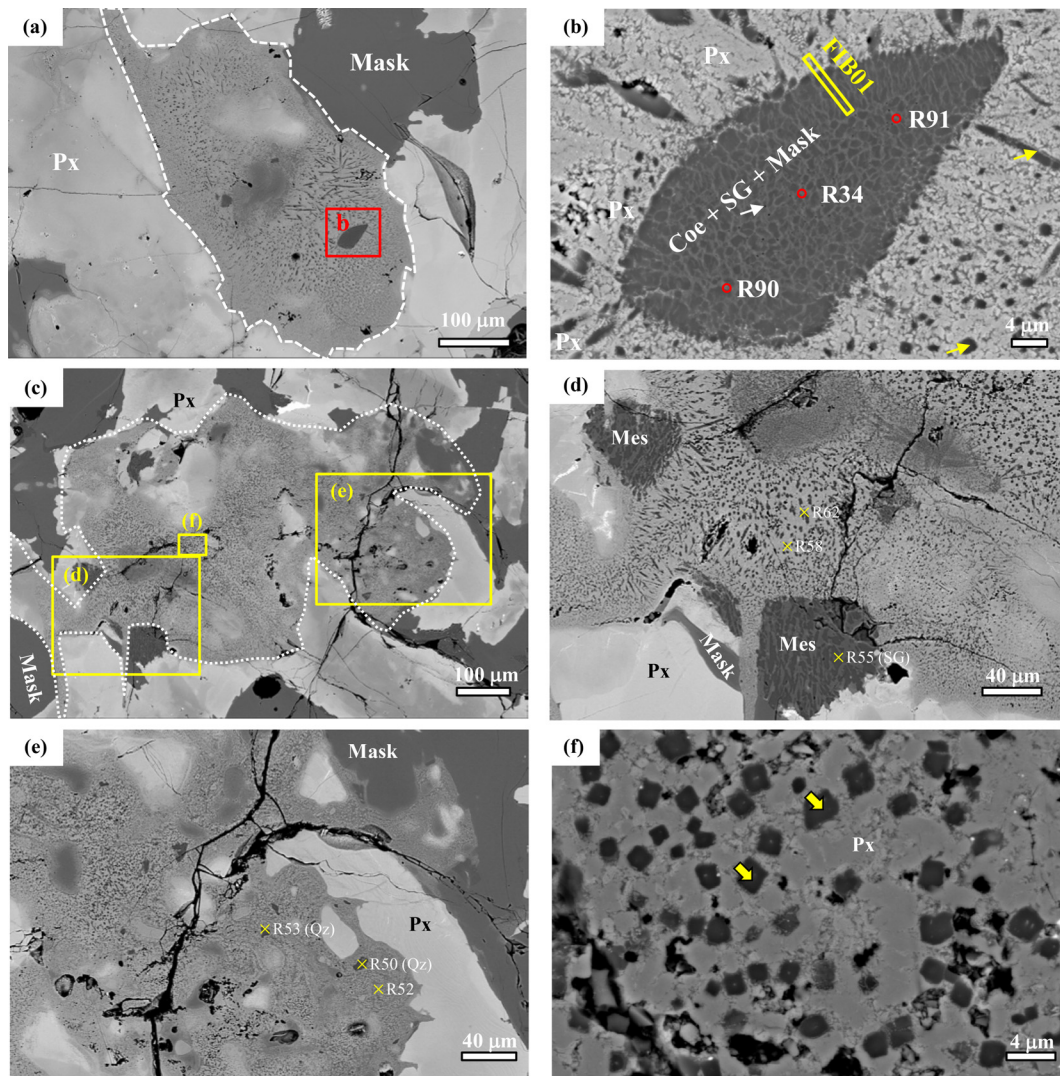 (a)
Mask
Px
b
100 μm
(b)
Px
FIB01
R91
Coe + SG + Mask
R34
Px
R90
Px
4 μm
(c)
Px
(e)
(f)
(d)
Mask
100 μm
(d)
Mes
R62
R58
Mask
Mes
Px
R55 (SG)
40 μm
(e)
Mask
Px
R53 (Qz)
R50 (Qz)
R52
40 μm
(f)
Px
4 μm